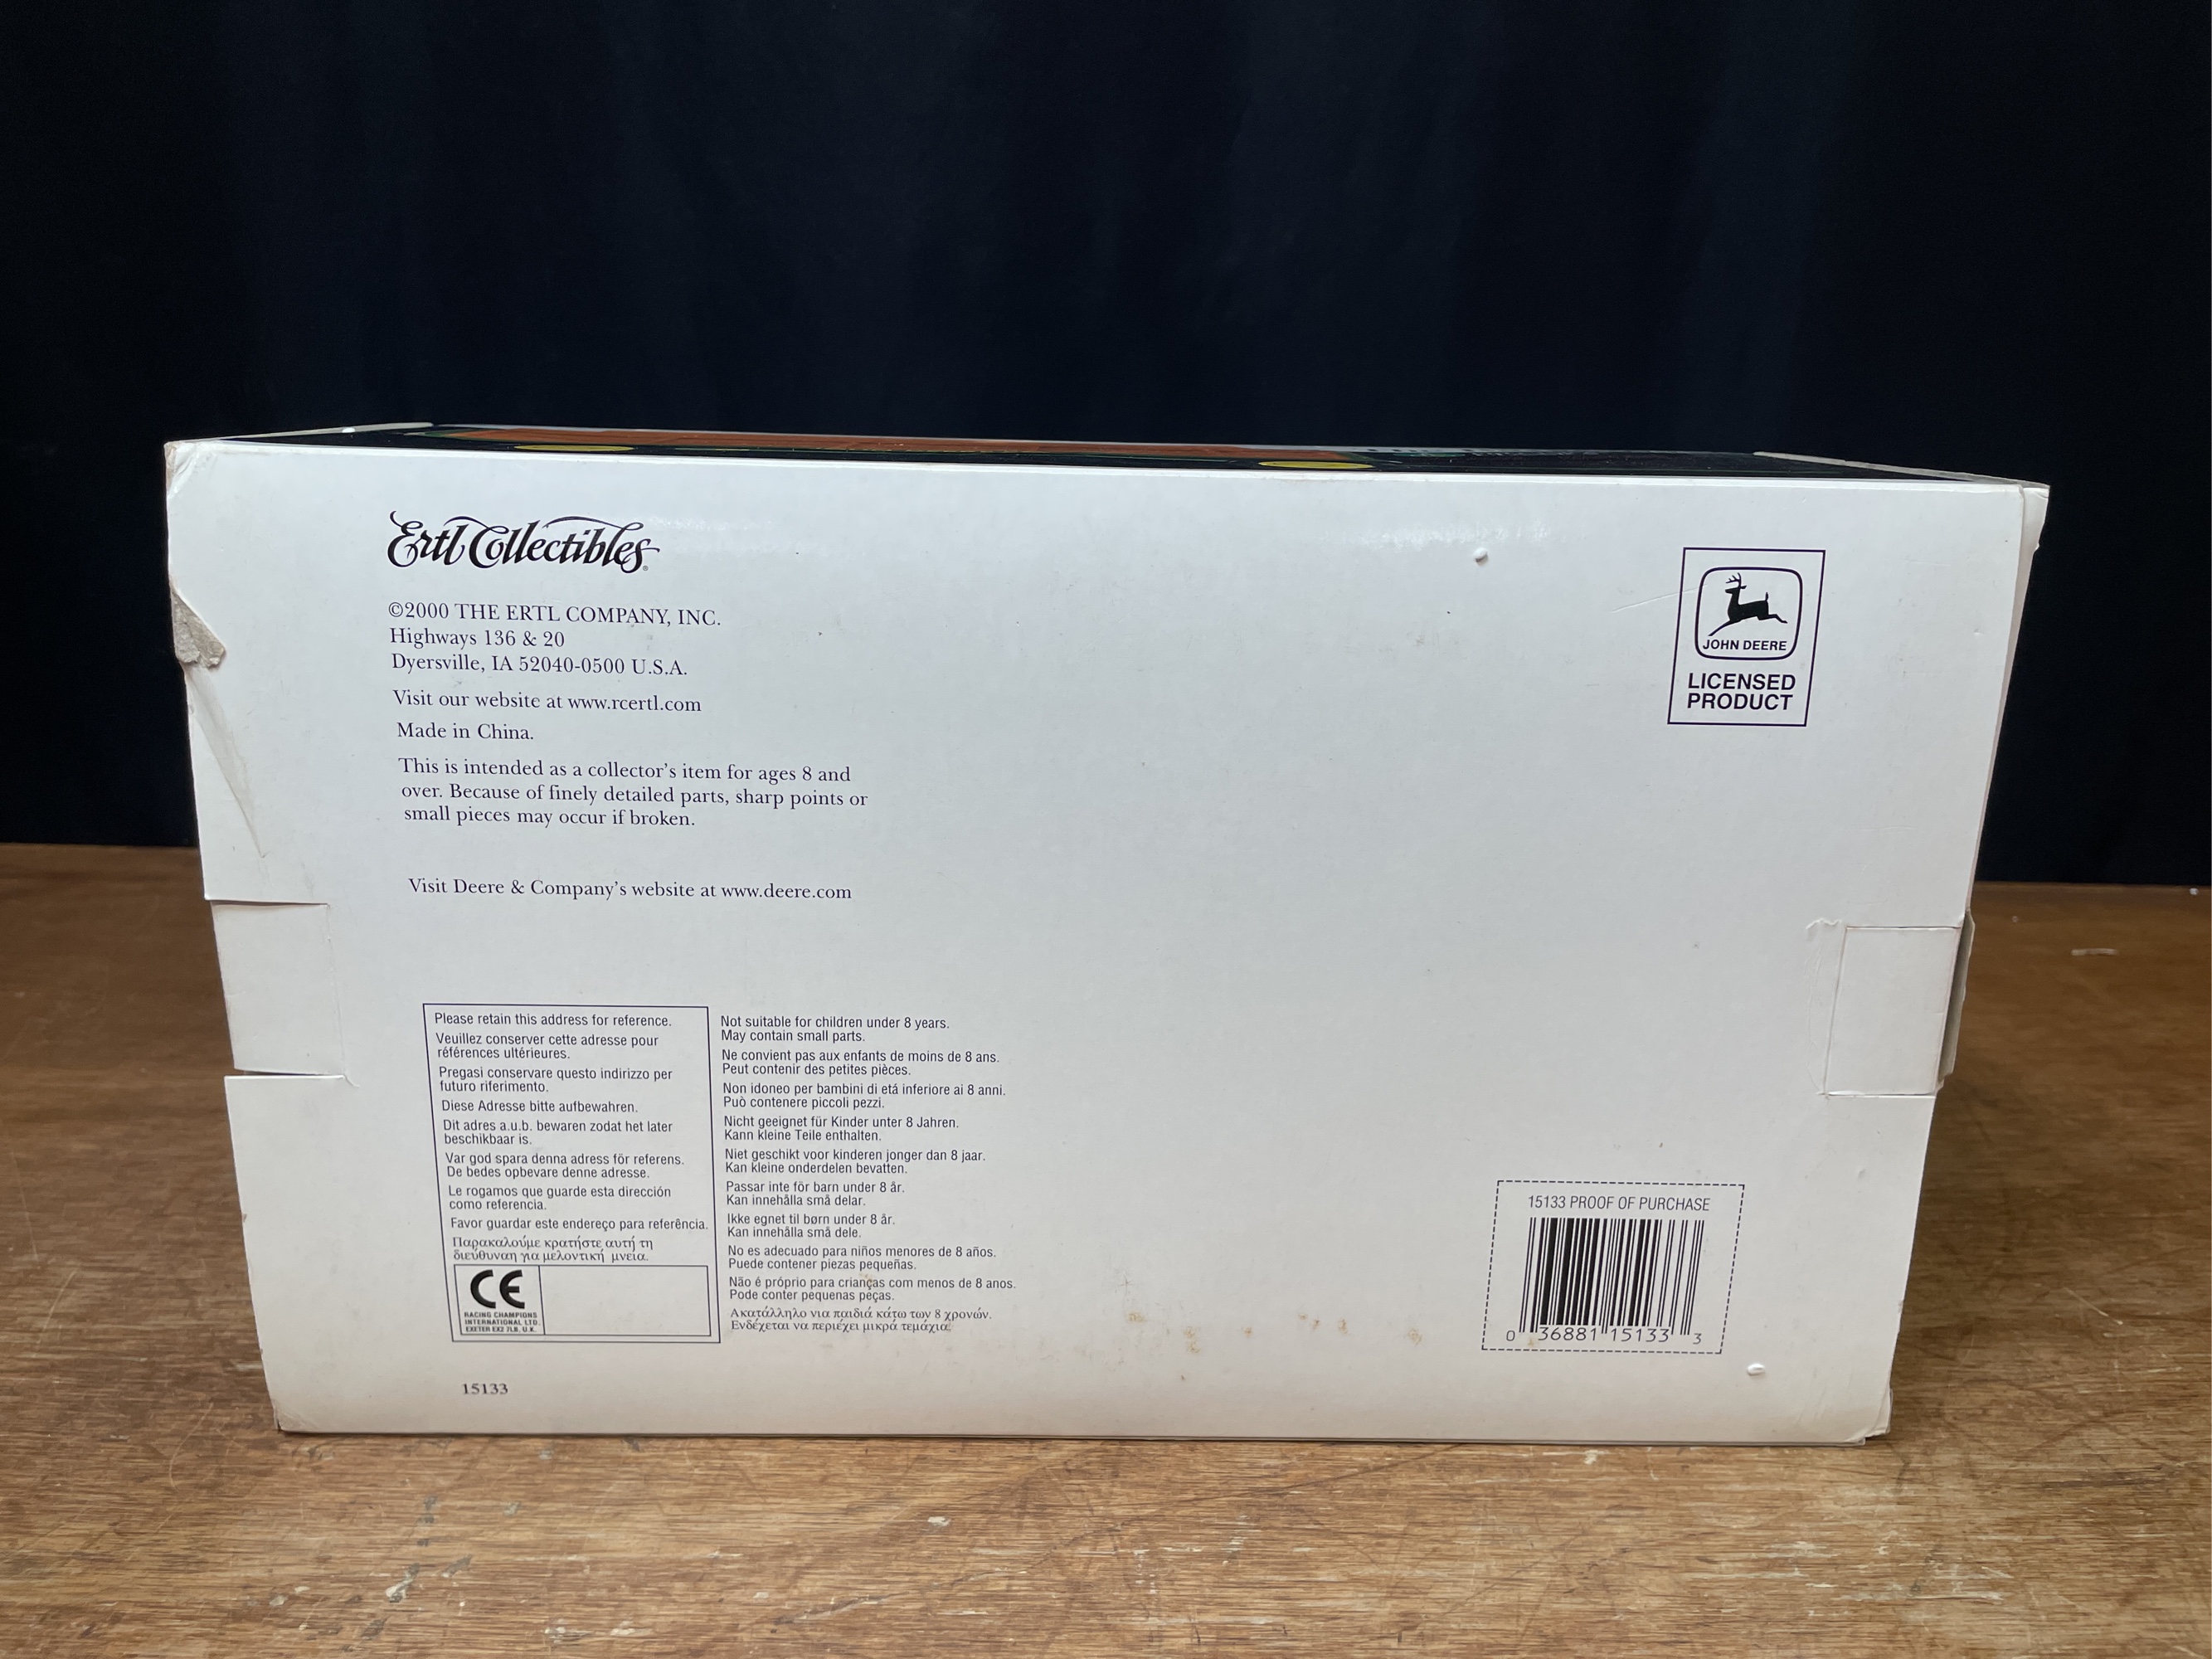 Ertl Collectibles®
©2000 THE ERTL COMPANY, INC.
Highways 136 & 20
Dyersville, IA 52040-0500 U.S.A.
Visit our website at www.rcertl.com
Made in China.
This is intended as a collector's item for ages 8 and
over. Because of finely detailed parts, sharp points or
small pieces may occur if broken.
Visit Deere & Company's website at www.deere.com
JOHN DEERE
LICENSED
PRODUCT
Please retain this address for reference.
Veuillez conserver cette adresse pour
références ultérieures.
Pregasi conservare questo indirizzo per
futuro riferimento.
Diese Adresse bitte aufbewahren.
Dit adres a.u.b. bewaren zodat het later
beschikbaar is.
Var god spara denna adress för referens.
De bedes opbevare denne adresse.
Le rogamos que guarde esta dirección
como referencia.
Favor guardar este endereço para referência.
Παρακαλούμε κρατήστε αυτή τη
διεύθυναη για μελοντική μνεία.
CE
RACING CHAMPIONS
INTERNATIONAL LTD.
EXETER EX2 7LB. U.K.
Not suitable for children under 8 years.
May contain small parts.
Ne convient pas aux enfants de moins de 8 ans.
Peut contenir des petites pièces.
Non idoneo per bambini di etá inferiore ai 8 anni.
Può contenere piccoli pezzi.
Nicht geeignet für Kinder unter 8 Jahren.
Kann kleine Teile enthalten.
Niet geschikt voor kinderen jonger dan 8 jaar.
Kan kleine onderdelen bevatten.
Passar inte för barn under 8 år.
Kan innehålla små delar.
Ikke egnet til børn under 8 år.
Kan innehålla små dele.
No es adecuado para niños menores de 8 años.
Puede contener piezas pequeñas.
Não é próprio para crianças com menos de 8 anos.
Pode conter pequenas peças.
Ακατάλληλο νια παιδιά κάτω των 8 χρονών.
Ενδέχεται να περιέχει μικρά τεμάχια.
15133 PROOF OF PURCHASE
0 36881 15133 3
15133